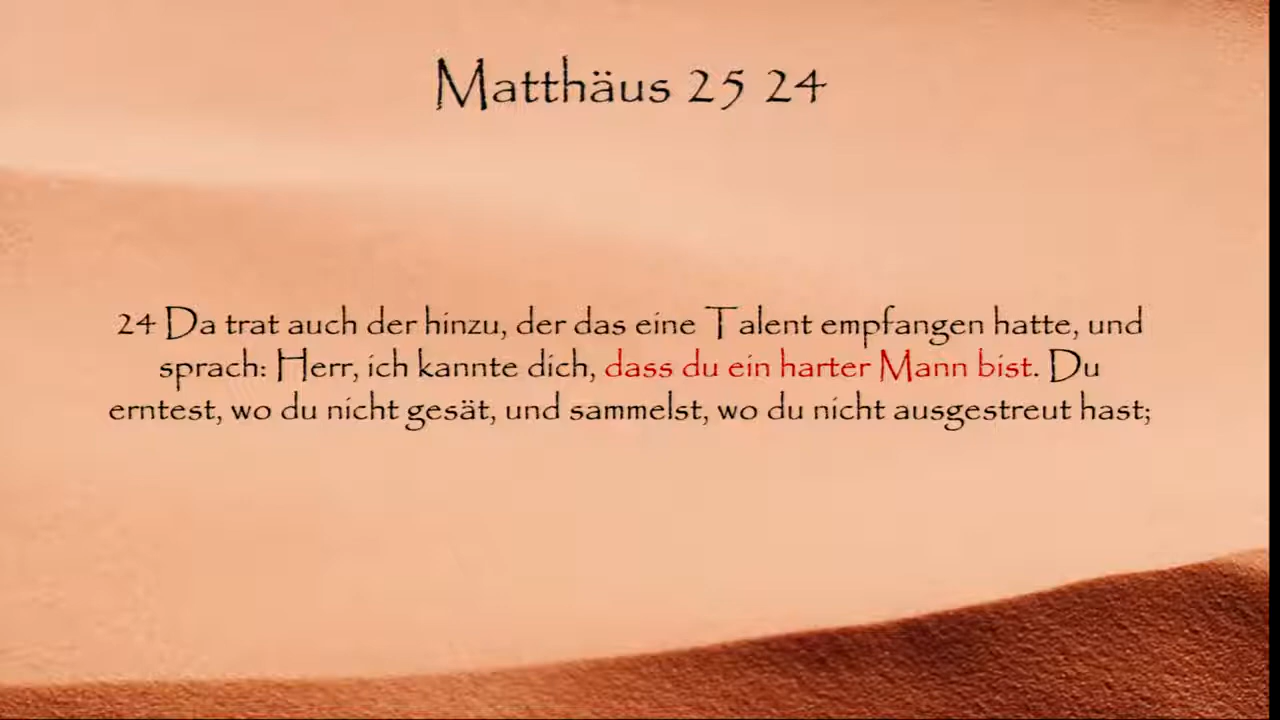 Matthäus 25 24
24 Da trat auch der hinzu, der das eine Talent empfangen hatte, und
sprach: Herr, ich kannte dich, dass du ein harter Mann bist. Du
erntest, wo du nicht gesät, und sammelst, wo du nicht ausgestreut hast;